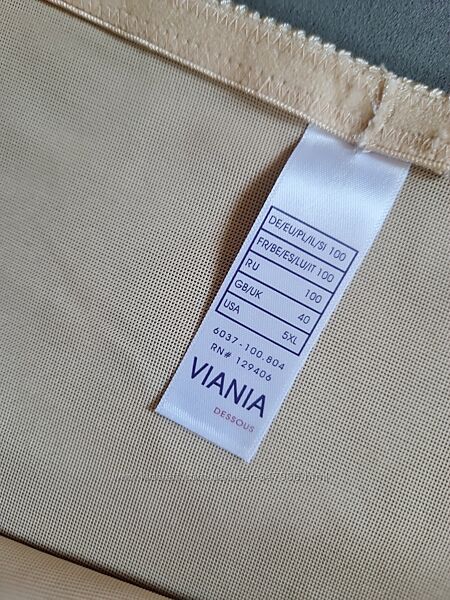 DE/EU/PL/IL/SI 100
FR/BE/ES/LU/IT 100
RU 100
GB/UK 40
USA 5XL
6037-100.804
RN# 129406
VIANIA
DESSOUS